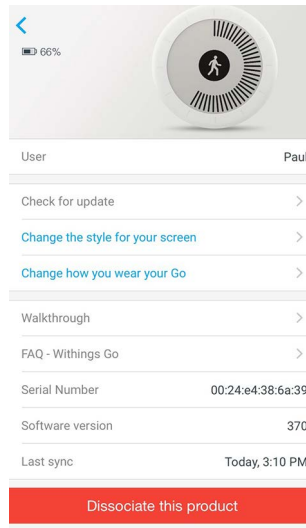 66%
User Paul
Check for update
Change the style for your screen
Change how you wear your Go
Walkthrough
FAQ - Withings Go
Serial Number 00:24:e4:38:6a:39
Software version 370
Last sync Today, 3:10 PM
Dissociate this product